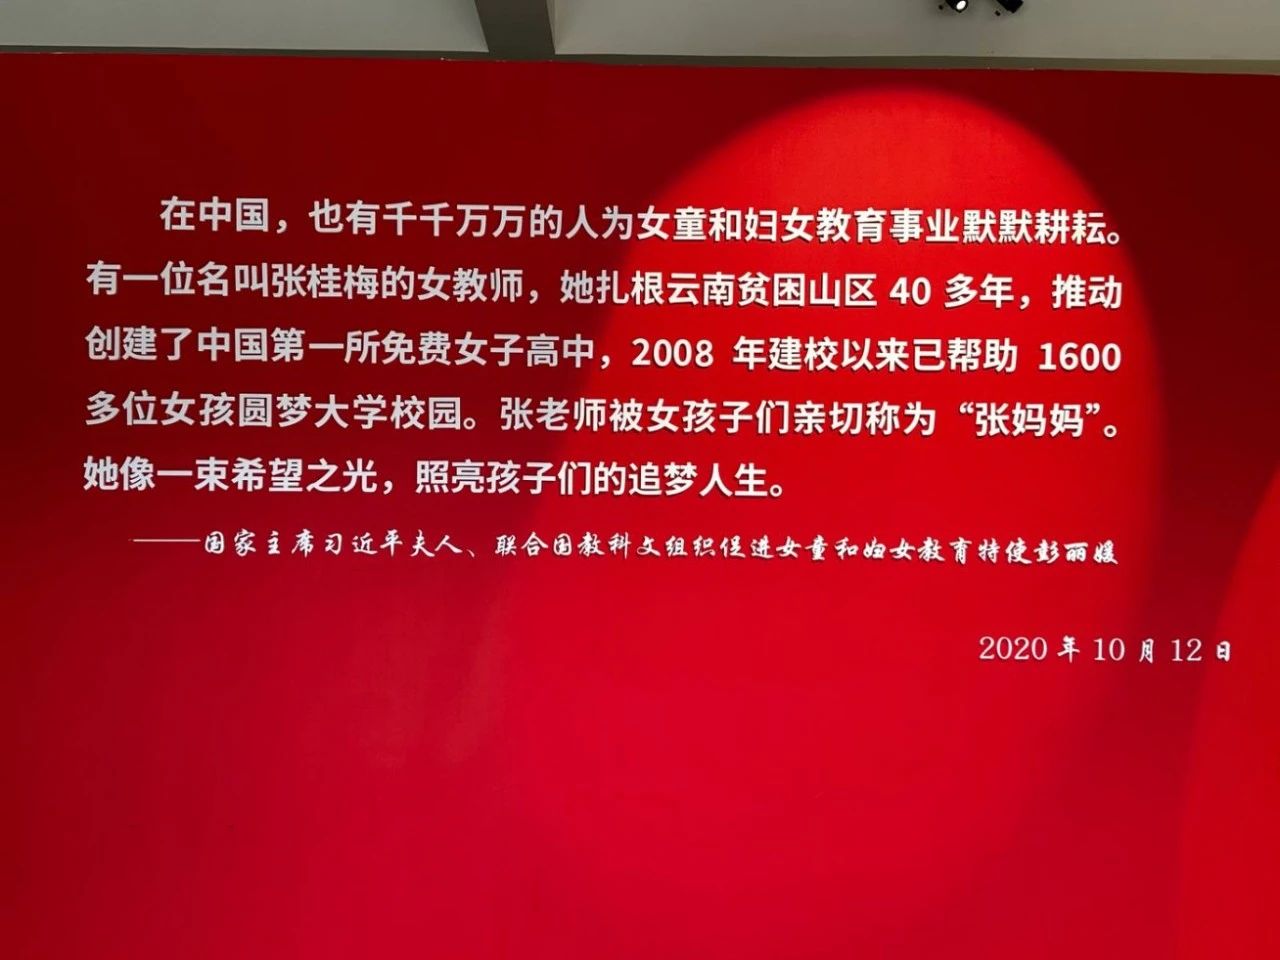 在中国，也有千千万万的人为女童和妇女教育事业默默耕耘。
有一位名叫张桂梅的女教师，她扎根云南贫困山区 40 多年，推动
创建了中国第一所免费女子高中，2008 年建校以来已帮助 1600
多位女孩圆梦大学校园。张老师被女孩子们亲切称为“张妈妈”。
她像一束希望之光，照亮孩子们的追梦人生。
——国家主席习近平夫人、联合国教科文组织促进女童和妇女教育特使彭丽媛
2020 年 10 月 12 日